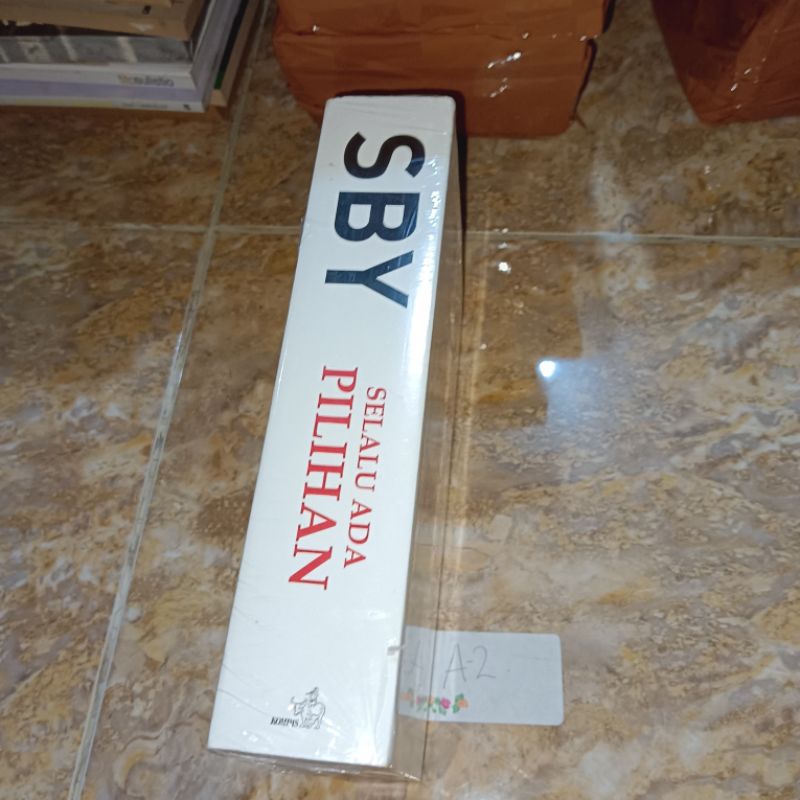 SBY
SELALU ADA
PILIHAN
KOMPAS
A-2